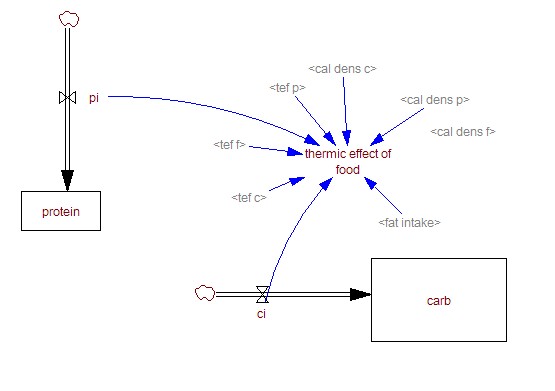 <cal dens c>
<tef p>
pi
<cal dens p>
<cal dens f>
<tef f>
thermic effect of
food
<tef c>
protein
<fat intake>
carb
ci